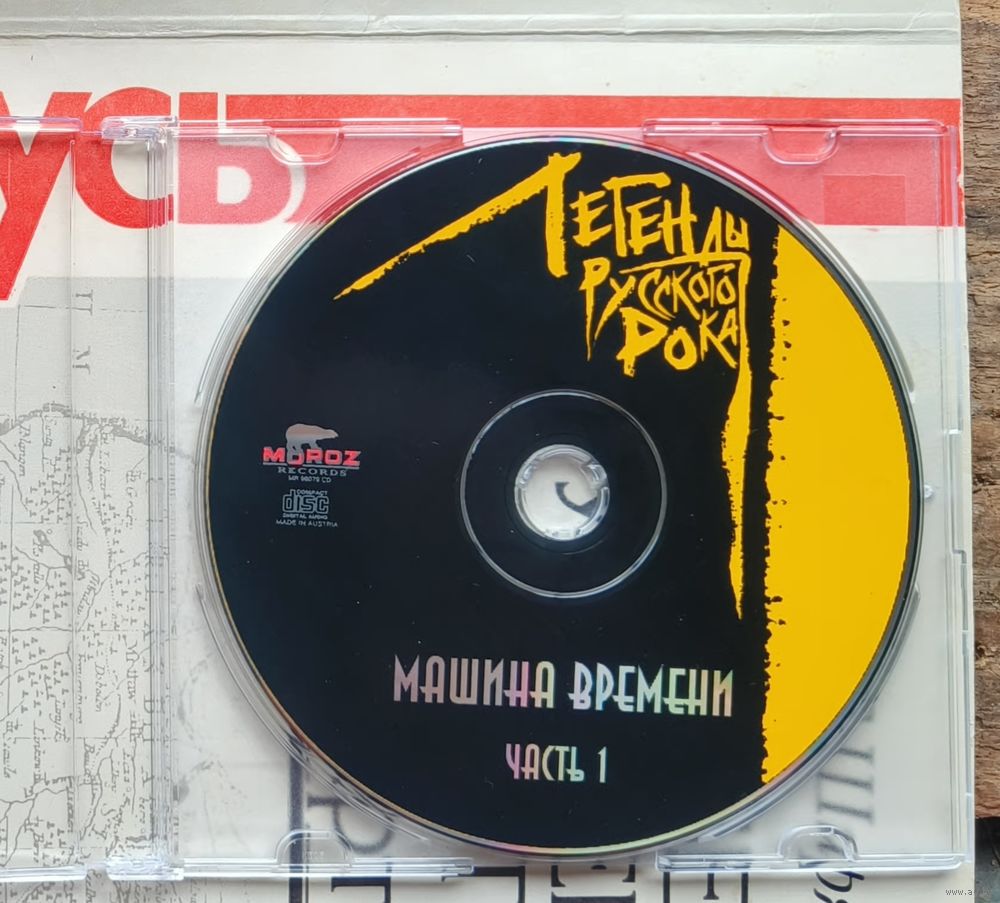 УСЬ
ЛЕГЕНДЫ
РУССКОГО
РОКА
MOROZ
RECORDS
MR 96079 CD
COMPACT
disc
DIGITAL AUDIO
MADE IN AUSTRIA
МАШИНА ВРЕМЕНИ
ЧАСТЬ 1